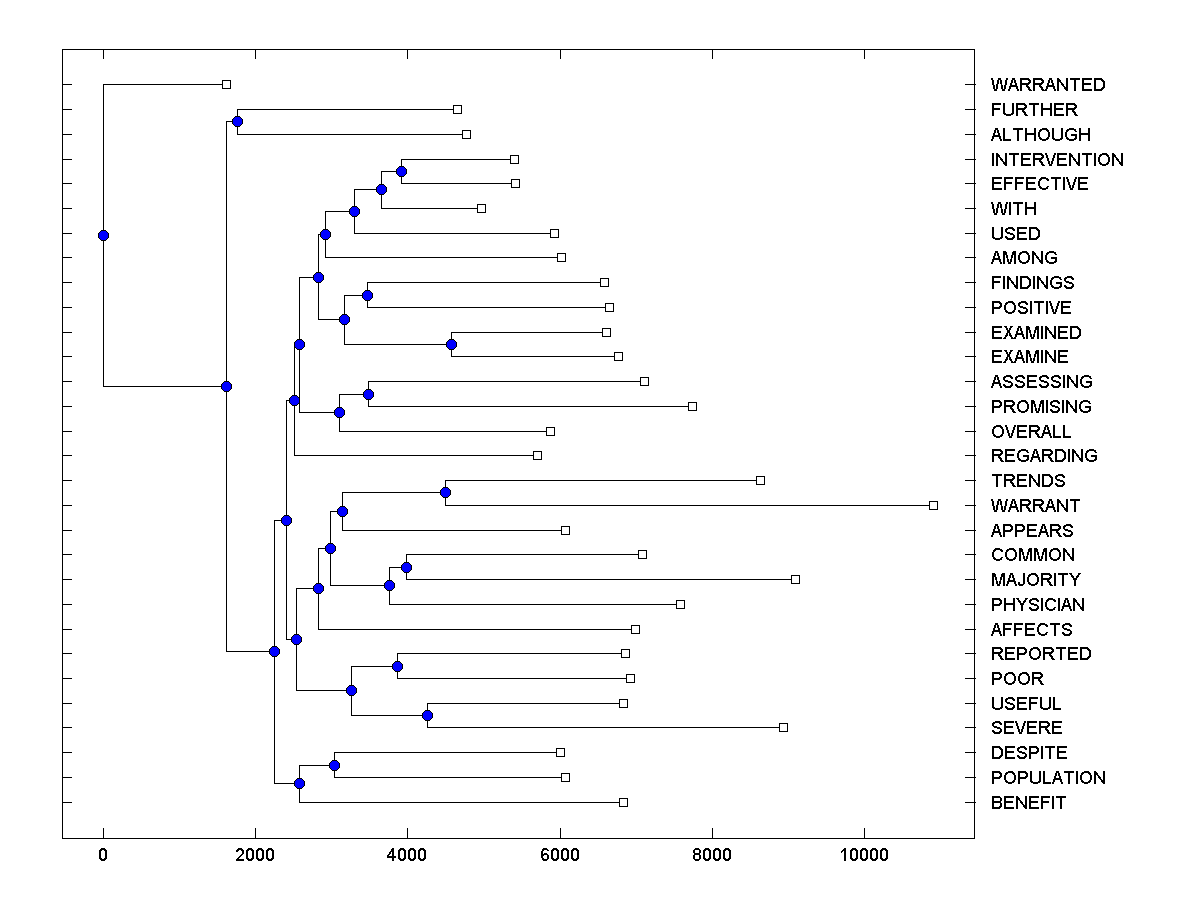 WARRANTED
FURTHER
ALTHOUGH
INTERVENTION
EFFECTIVE
WITH
USED
AMONG
FINDINGS
POSITIVE
EXAMINED
EXAMINE
ASSESSING
PROMISING
OVERALL
REGARDING
TRENDS
WARRANT
APPEARS
COMMON
MAJORITY
PHYSICIAN
AFFECTS
REPORTED
POOR
USEFUL
SEVERE
DESPITE
POPULATION
BENEFIT
0 2000 4000 6000 8000 10000